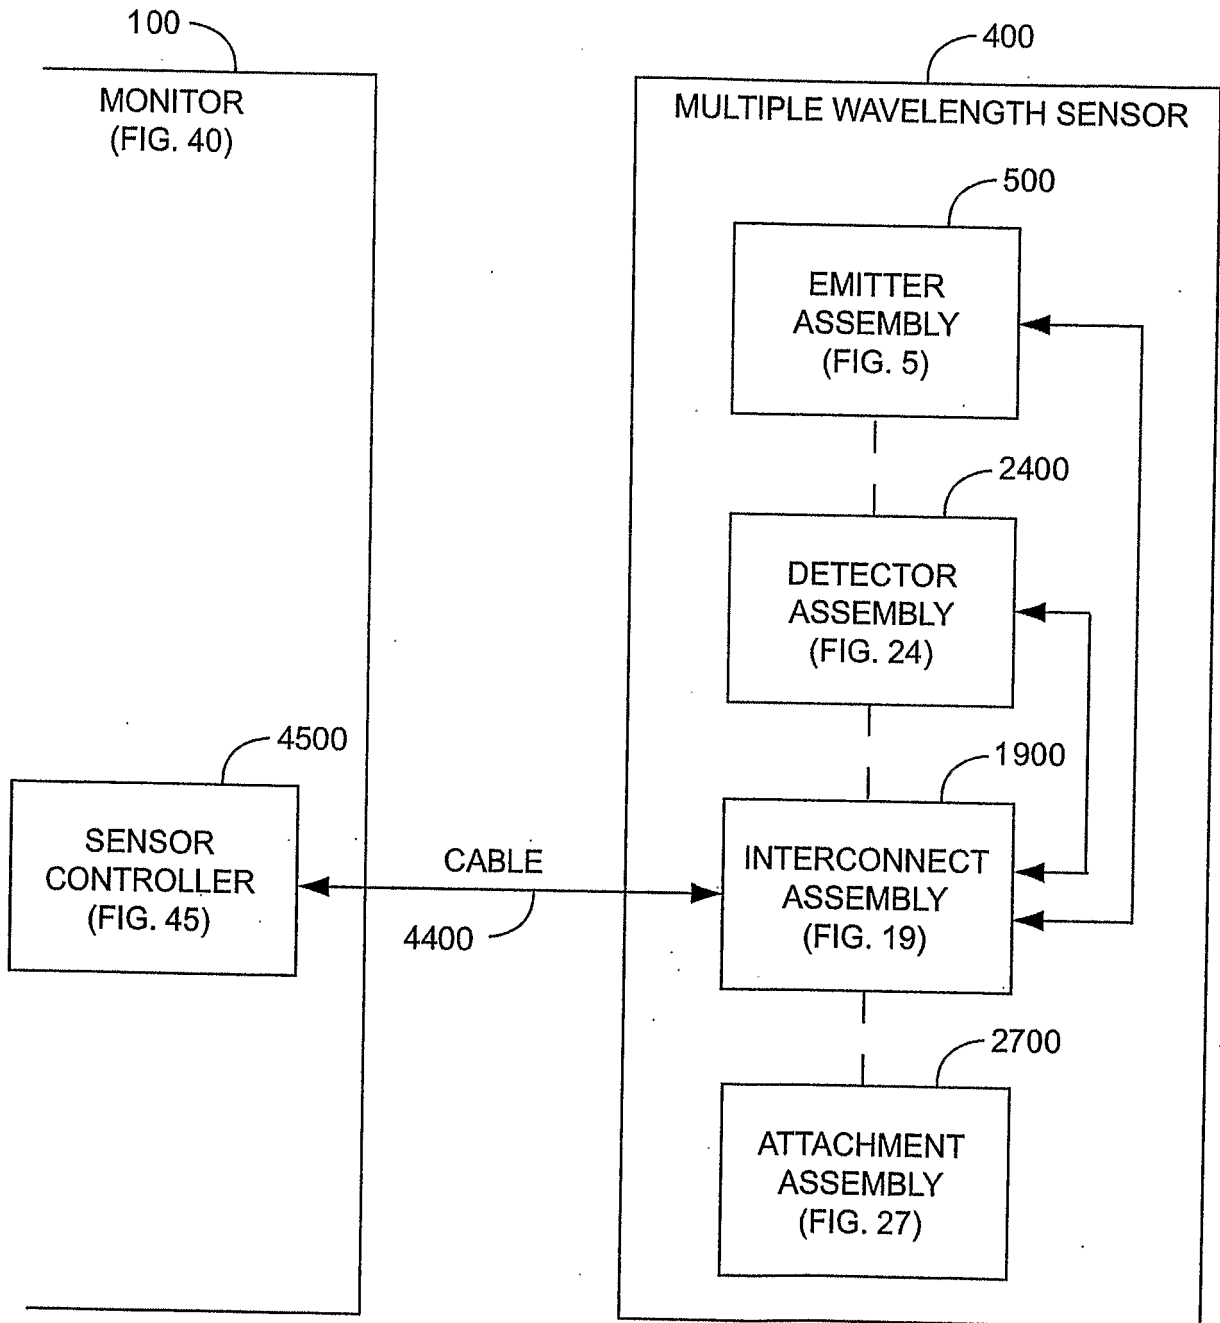 100
MONITOR
(FIG. 40)
400
MULTIPLE WAVELENGTH SENSOR
500
EMITTER
ASSEMBLY
(FIG. 5)
2400
DETECTOR
ASSEMBLY
(FIG. 24)
4500
SENSOR
CONTROLLER
(FIG. 45)
CABLE
4400
1900
INTERCONNECT
ASSEMBLY
(FIG. 19)
2700
ATTACHMENT
ASSEMBLY
(FIG. 27)